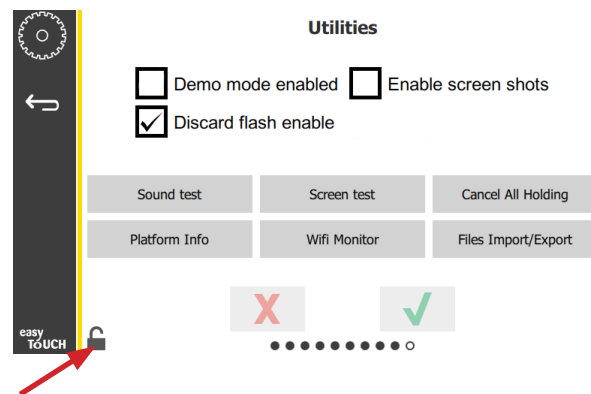 Utilities
Demo mode enabled Enable screen shots
Discard flash enable
Sound test Screen test Cancel All Holding
Platform Info Wifi Monitor Files Import/Export
X
easy
TOUCH